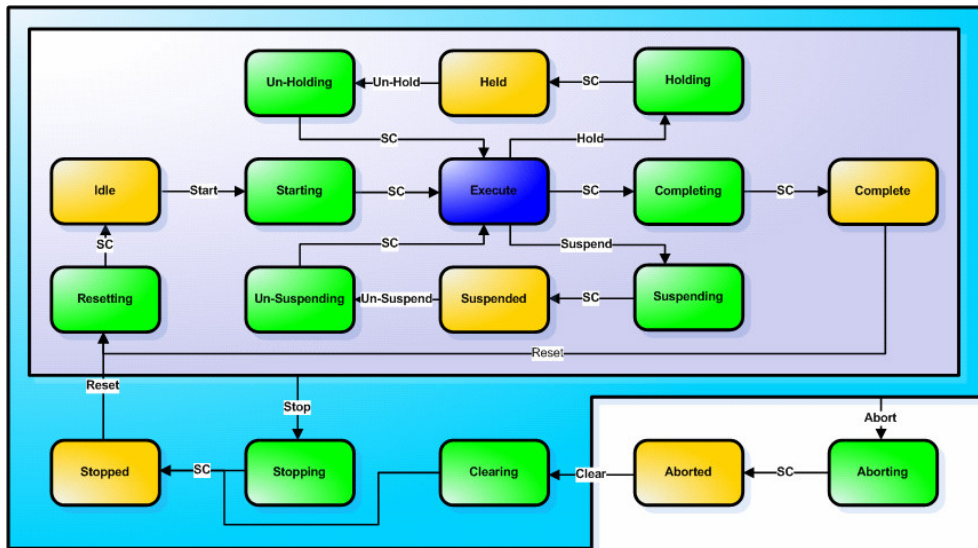 Un-Holding
Un-Hold
Held
SC
Holding
SC
Hold
Idle
Start
Starting
SC
Execute
SC
Completing
SC
Complete
SC
SC
Suspend
Resetting
Un-Suspending
Un-Suspend
Suspended
SC
Suspending
Reset
Reset
Stop
Abort
Stopped
SC
Stopping
Clearing
Clear
Aborted
SC
Aborting